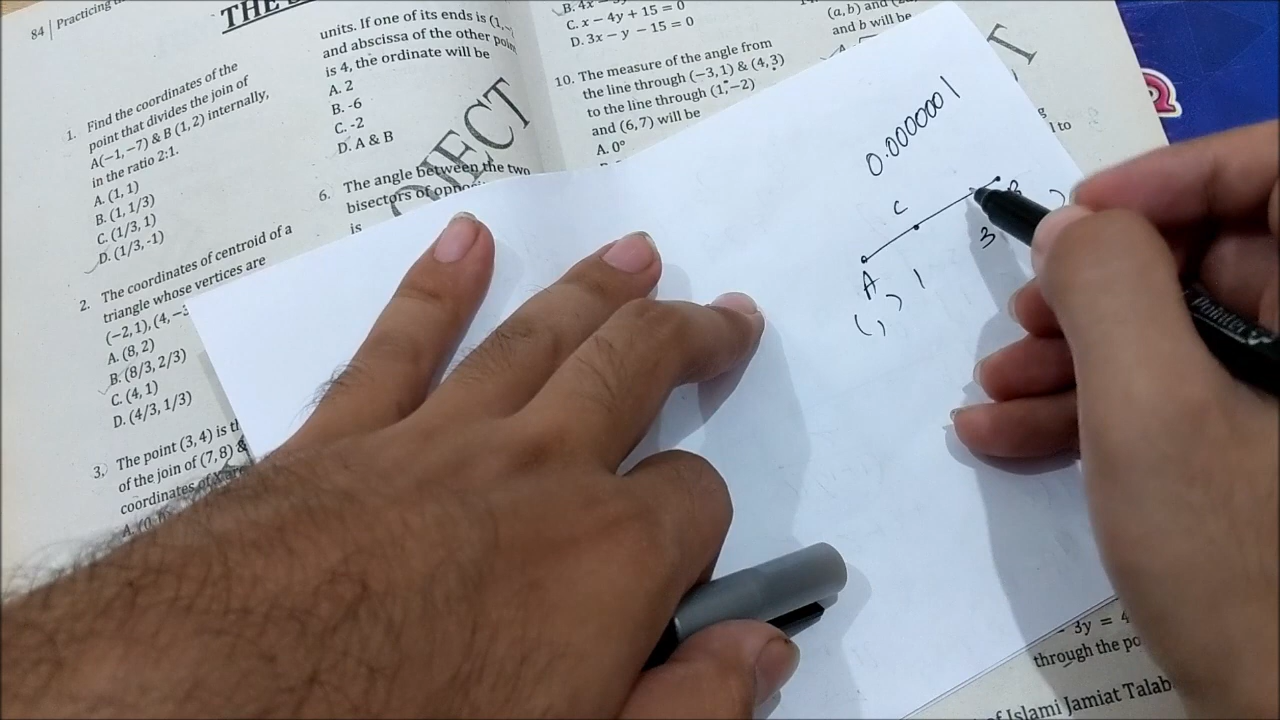 84 | Practicing
THE
1. Find the coordinates of the
point that divides the join of
A(−1, −7) & B (1, 2) internally,
in the ratio 2:1.
A. (1, 1)
B. (1, 1/3)
C. (1/3, 1)
D. (1/3, -1)
2. The coordinates of centroid of a
triangle whose vertices are
(−2, 1), (4, −3
A. (8, 2)
B. (8/3, 2/3)
C. (4, 1)
D. (4/3, 1/3)
3. The point (3, 4) is
of the join of (7, 8) &
coordinates of
units. If one of its ends is (1,
and abscissa of the other point
is 4, the ordinate will be
A. 2
B. -6
C. -2
D. A & B
6. The angle between the two
bisectors of
is
C. x − 4y + 15 = 0
D. 3x − y − 15 = 0
10. The measure of the angle from
the line through (−3, 1) & (4, 3)
to the line through (1, −2)
and (6, 7) will be
A. 0°
(a, b) and
and b will be
JECT
T
0.0000001
C
B
A
1
3
( , )
3y = 4
through the
of Islami Jamiat Talab